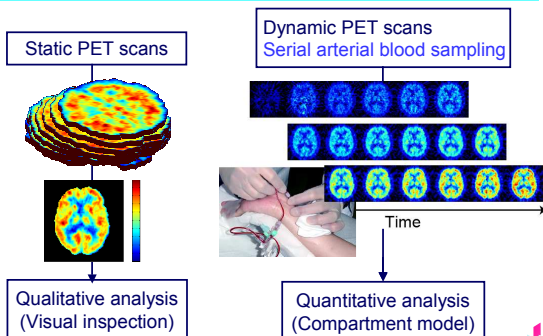 Static PET scans
Dynamic PET scans
Serial arterial blood sampling
Time
Qualitative analysis
(Visual inspection)
Quantitative analysis
(Compartment model)